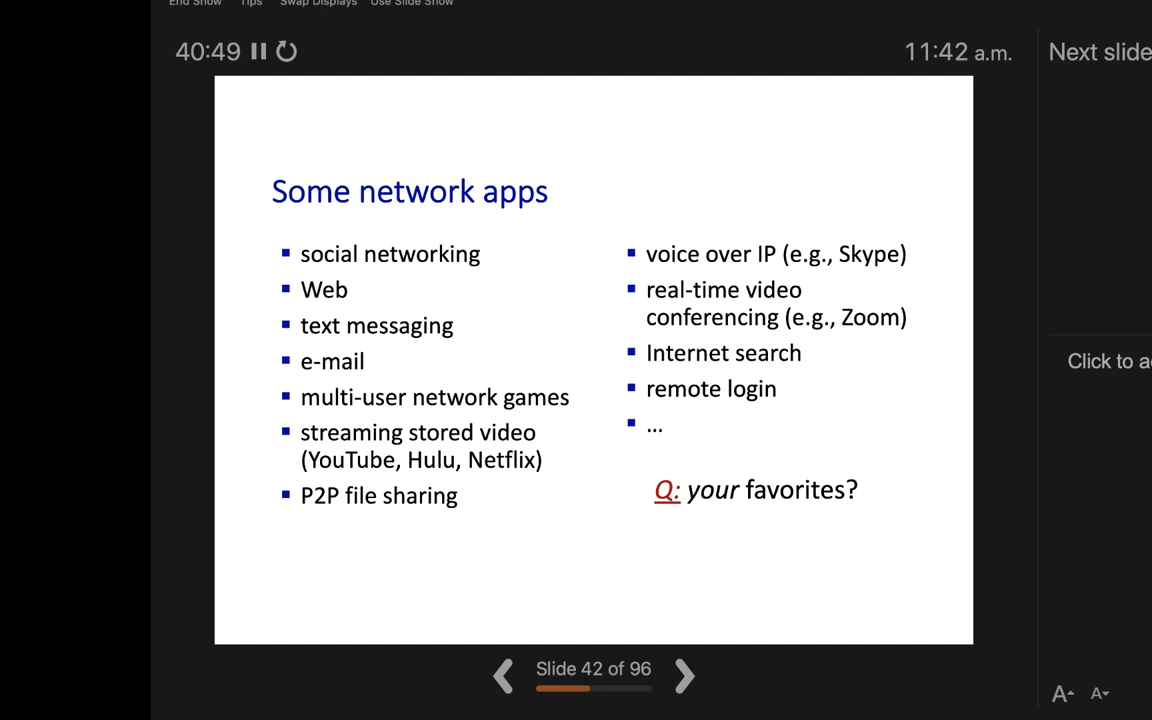 End Show Tips Swap Displays Use Slide Show
40:49
11:42 a.m.
Next slide
Some network apps
▪ social networking
▪ Web
▪ text messaging
▪ e-mail
▪ multi-user network games
▪ streaming stored video
(YouTube, Hulu, Netflix)
▪ P2P file sharing
▪ voice over IP (e.g., Skype)
▪ real-time video
conferencing (e.g., Zoom)
▪ Internet search
▪ remote login
▪ ...
Q: your favorites?
Click to a
Slide 42 of 96
A A